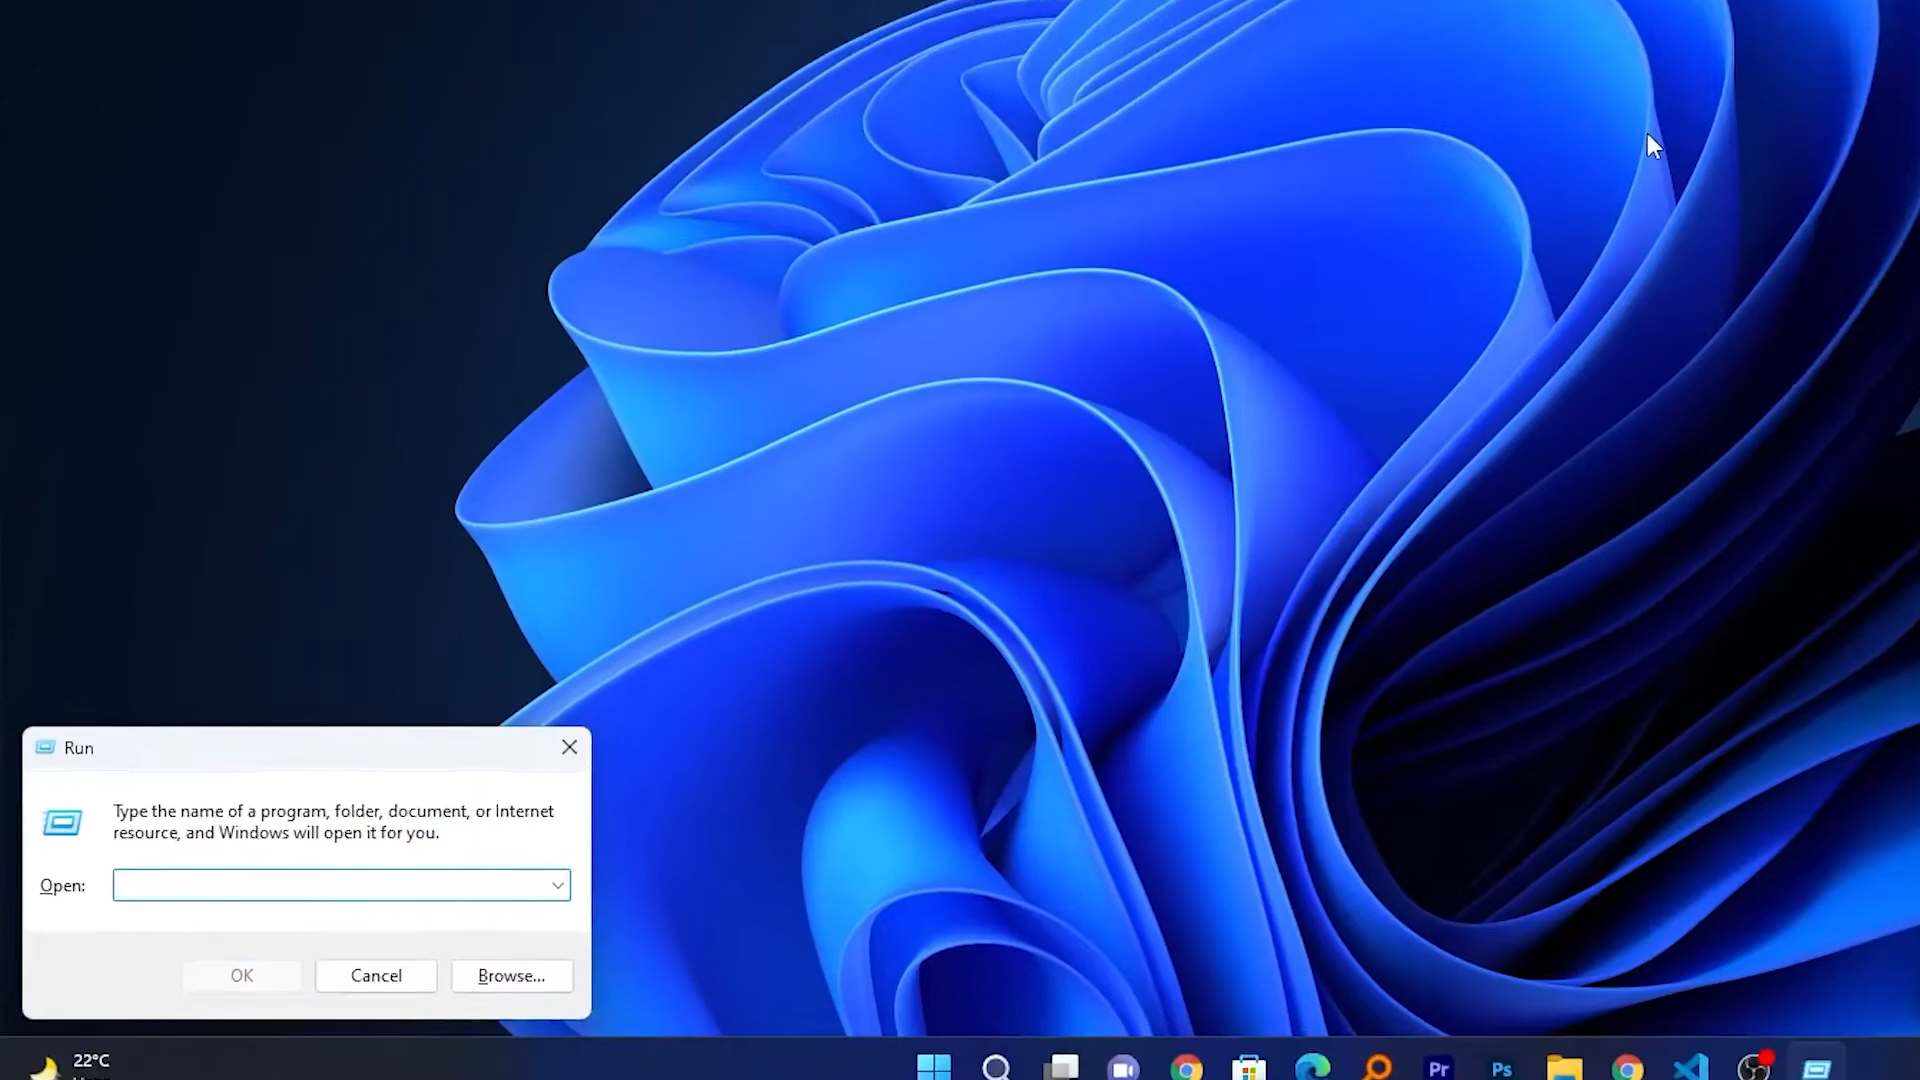 Run
Type the name of a program, folder, document, or Internet
resource, and Windows will open it for you.
Open:
OK
Cancel
Browse...
22°C
Pr
Ps